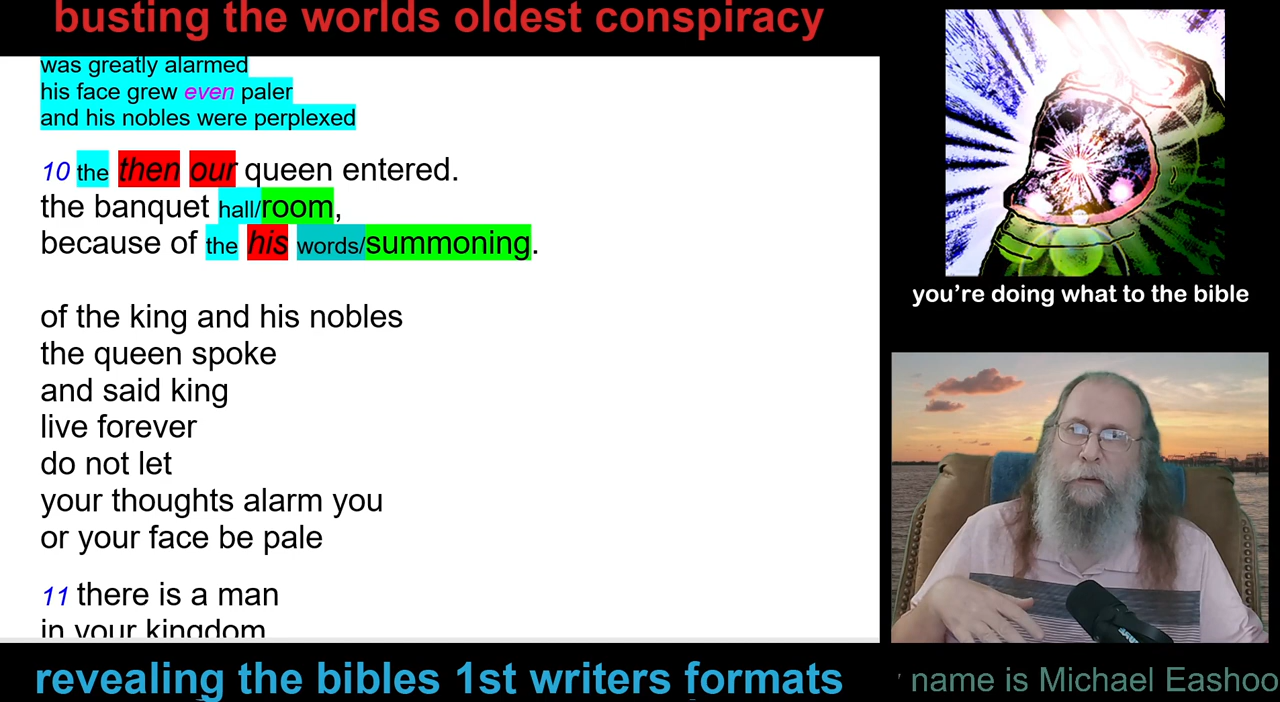 busting the worlds oldest conspiracy
was greatly alarmed
his face grew even paler
and his nobles were perplexed
10 the then our queen entered.
the banquet hall/room,
because of the his words/summoning.
of the king and his nobles
the queen spoke
and said king
live forever
do not let
your thoughts alarm you
or your face be pale
11 there is a man
in your kingdom
you're doing what to the bible
revealing the bibles 1st writers formats
name is Michael Eashoo